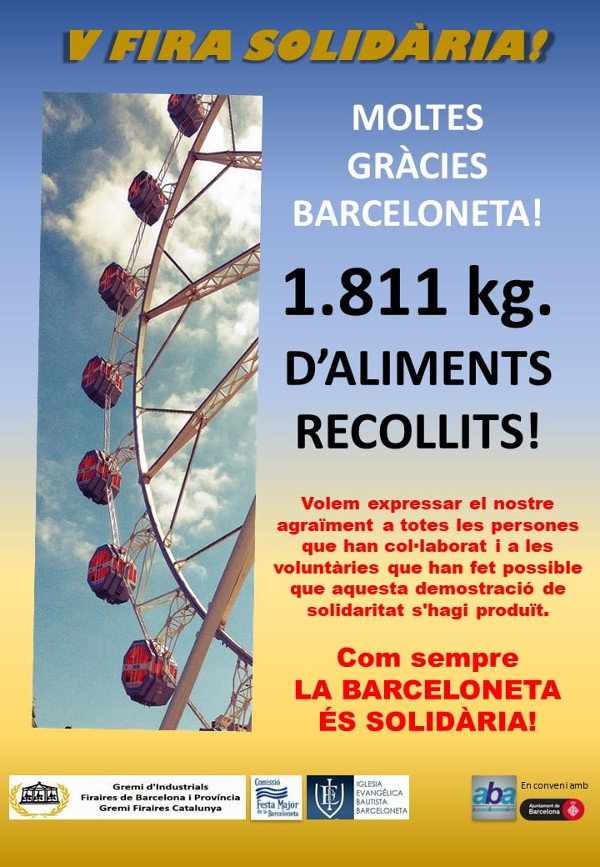 V FIRA SOLIDÀRIA!
MOLTES
GRÀCIES
BARCELONETA!
1.811 kg.
D'ALIMENTS
RECOLLITS!
Volem expressar el nostre
agraïment a totes les persones
que han col·laborat i a les
voluntàries que han fet possible
que aquesta demostració de
solidaritat s'hagi produït.
Com sempre
LA BARCELONETA
ÉS SOLIDÀRIA!
Gremi d'Industrials
Firaires de Barcelona i Província
Gremi Firaires Catalunya
Comissió
Festa Major
de la Barceloneta
IGLESIA
EVANGÉLICA
BAUTISTA
BARCELONETA
aba
En conveni amb
Ajuntament de
Barcelona